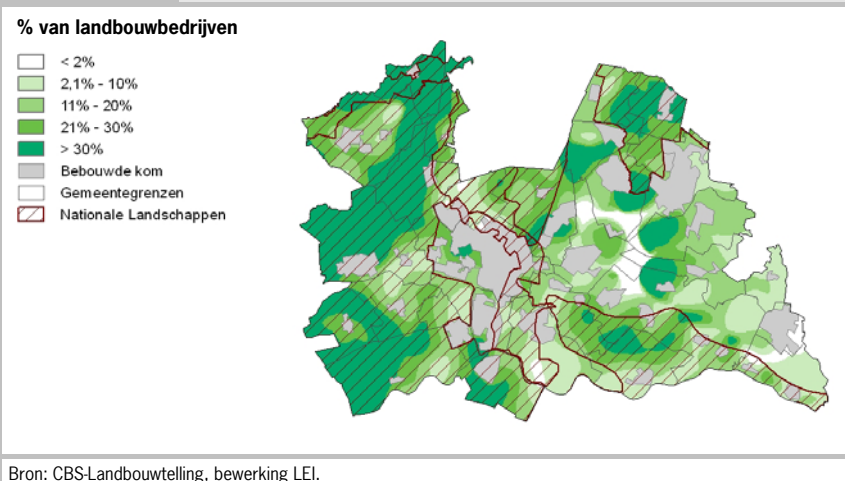 % van landbouwbedrijven
< 2%
2,1% - 10%
11% - 20%
21% - 30%
> 30%
Bebouwde kom
Gemeentegrenzen
Nationale Landschappen
Bron: CBS-Landbouwtelling, bewerking LEI.